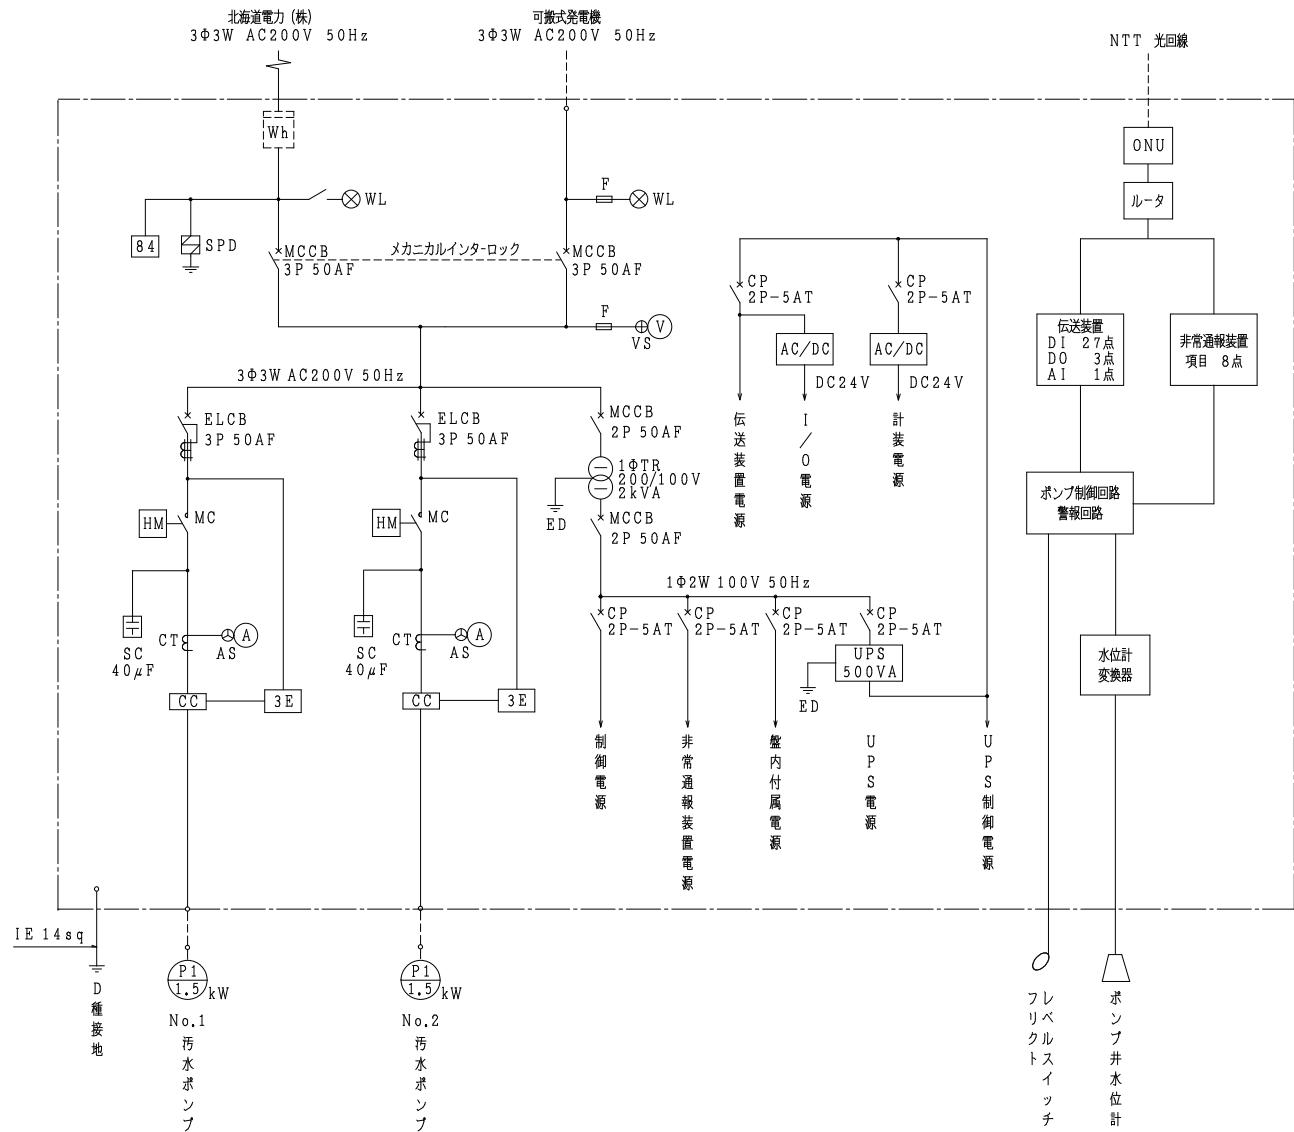 北海道電力(株)
3Φ3W AC200V 50Hz
可搬式発電機
3Φ3W AC200V 50Hz
NTT 光回線
Wh
WL
84
SPD
MCCB
3P 50AF
メカニカルインターロック
F
WL
MCCB
3P 50AF
F
V
VS
3Φ3W AC200V 50Hz
ELCB
3P 50AF
HM
MC
SC
40μF
CT
A
AS
CC
3E
ELCB
3P 50AF
HM
MC
SC
40μF
CT
A
AS
CC
3E
MCCB
2P 50AF
1ΦTR
200/100V
2kVA
ED
MCCB
2P 50AF
1Φ2W 100V 50Hz
CP
2P-5AT
CP
2P-5AT
CP
2P-5AT
CP
2P-5AT
UPS
500VA
ED
制御電源
非常通報装置電源
盤内付属電源
UPS電源
UPS制御電源
CP
2P-5AT
CP
2P-5AT
AC/DC
DC24V
AC/DC
DC24V
伝送装置電源
I/O電源
計装電源
ONU
ルータ
伝送装置
DI 27点
DO 3点
AI 1点
非常通報装置
項目 8点
ポンプ制御回路
警報回路
水位計
変換器
IE 14sq
D種接地
P1
1.5
kW
No.1
汚水ポンプ
P1
1.5
kW
No.2
汚水ポンプ
レベルスイッチ
フリクト
ポンプ井水位計